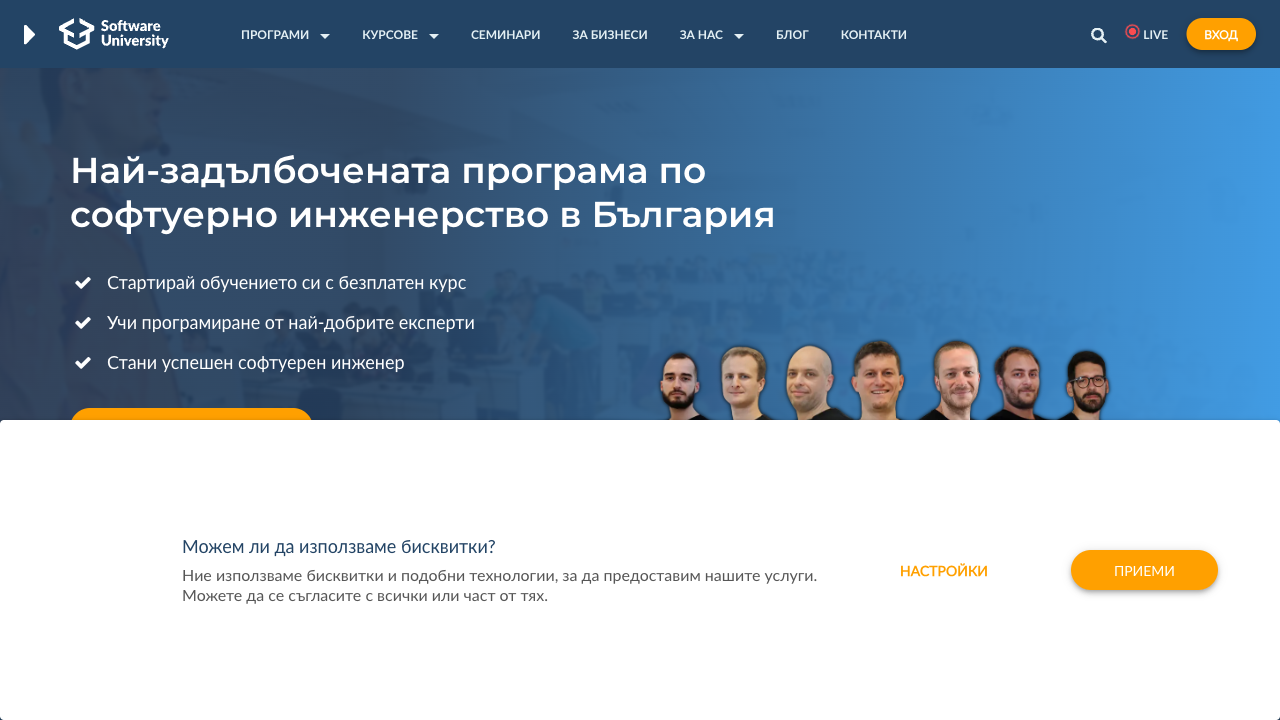 Software
University
ПРОГРАМИ
КУРСОВЕ
СЕМИНАРИ
ЗА БИЗНЕСИ
ЗА НАС
БЛОГ
КОНТАКТИ
LIVE
ВХОД
Най-задълбочената програма по
софтуерно инженерство в България
Стартирай обучението си с безплатен курс
Учи програмиране от най-добрите експерти
Стани успешен софтуерен инженер
Можем ли да използваме бисквитки?
Ние използваме бисквитки и подобни технологии, за да предоставим нашите услуги.
Можете да се съгласите с всички или част от тях.
НАСТРОЙКИ
ПРИЕМИ